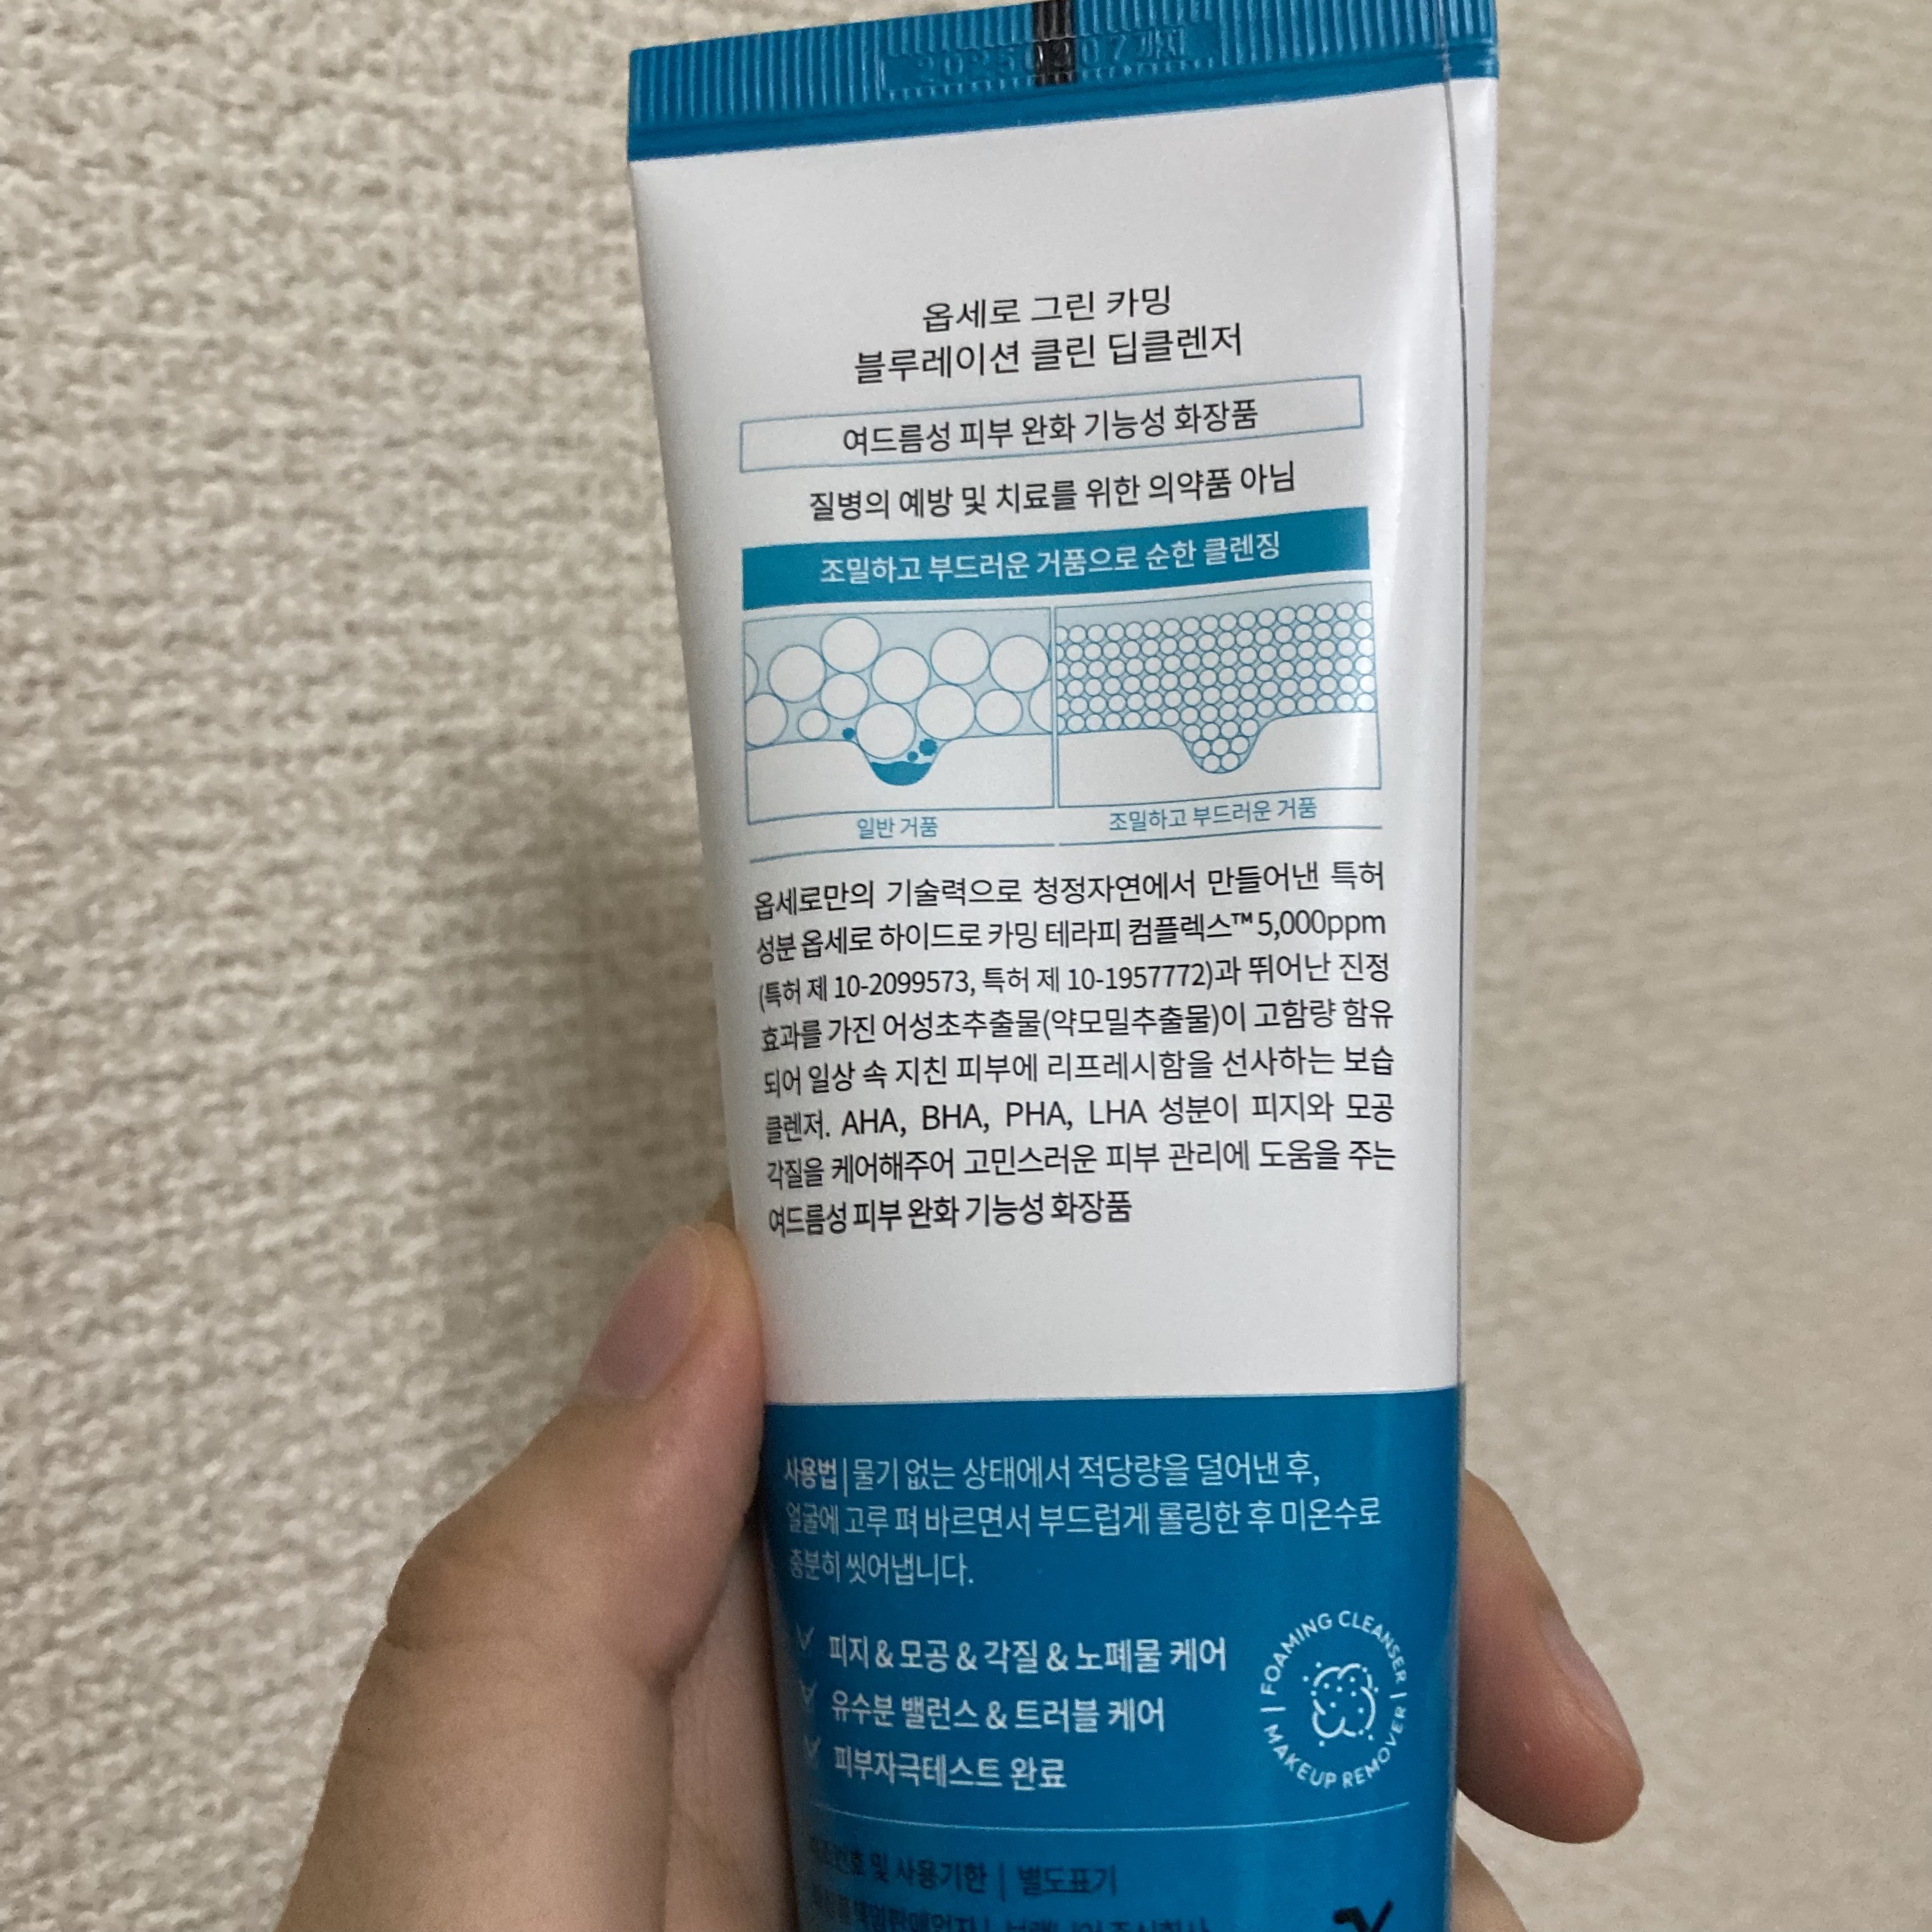 20250207까지
옵세로 그린 카밍
블루레이션 클린 딥클렌저
여드름성 피부 완화 기능성 화장품
질병의 예방 및 치료를 위한 의약품 아님
조밀하고 부드러운 거품으로 순한 클렌징
일반 거품
조밀하고 부드러운 거품
옵세로만의 기술력으로 청정자연에서 만들어낸 특허
성분 옵세로 하이드로 카밍 테라피 컴플렉스™ 5,000ppm
(특허 제 10-2099573, 특허 제 10-1957772)과 뛰어난 진정
효과를 가진 어성초추출물(약모밀추출물)이 고함량 함유
되어 일상 속 지친 피부에 리프레시함을 선사하는 보습
클렌저. AHA, BHA, PHA, LHA 성분이 피지와 모공
각질을 케어해주어 고민스러운 피부 관리에 도움을 주는
여드름성 피부 완화 기능성 화장품
사용법 | 물기 없는 상태에서 적당량을 덜어낸 후,
얼굴에 고루 펴 바르면서 부드럽게 롤링한 후 미온수로
충분히 씻어냅니다.
피지 & 모공 & 각질 & 노폐물 케어
유수분 밸런스 & 트러블 케어
피부자극테스트 완료
FOAMING CLEANSER | MAKEUP REMOVER |
및 사용기한 | 별도표기